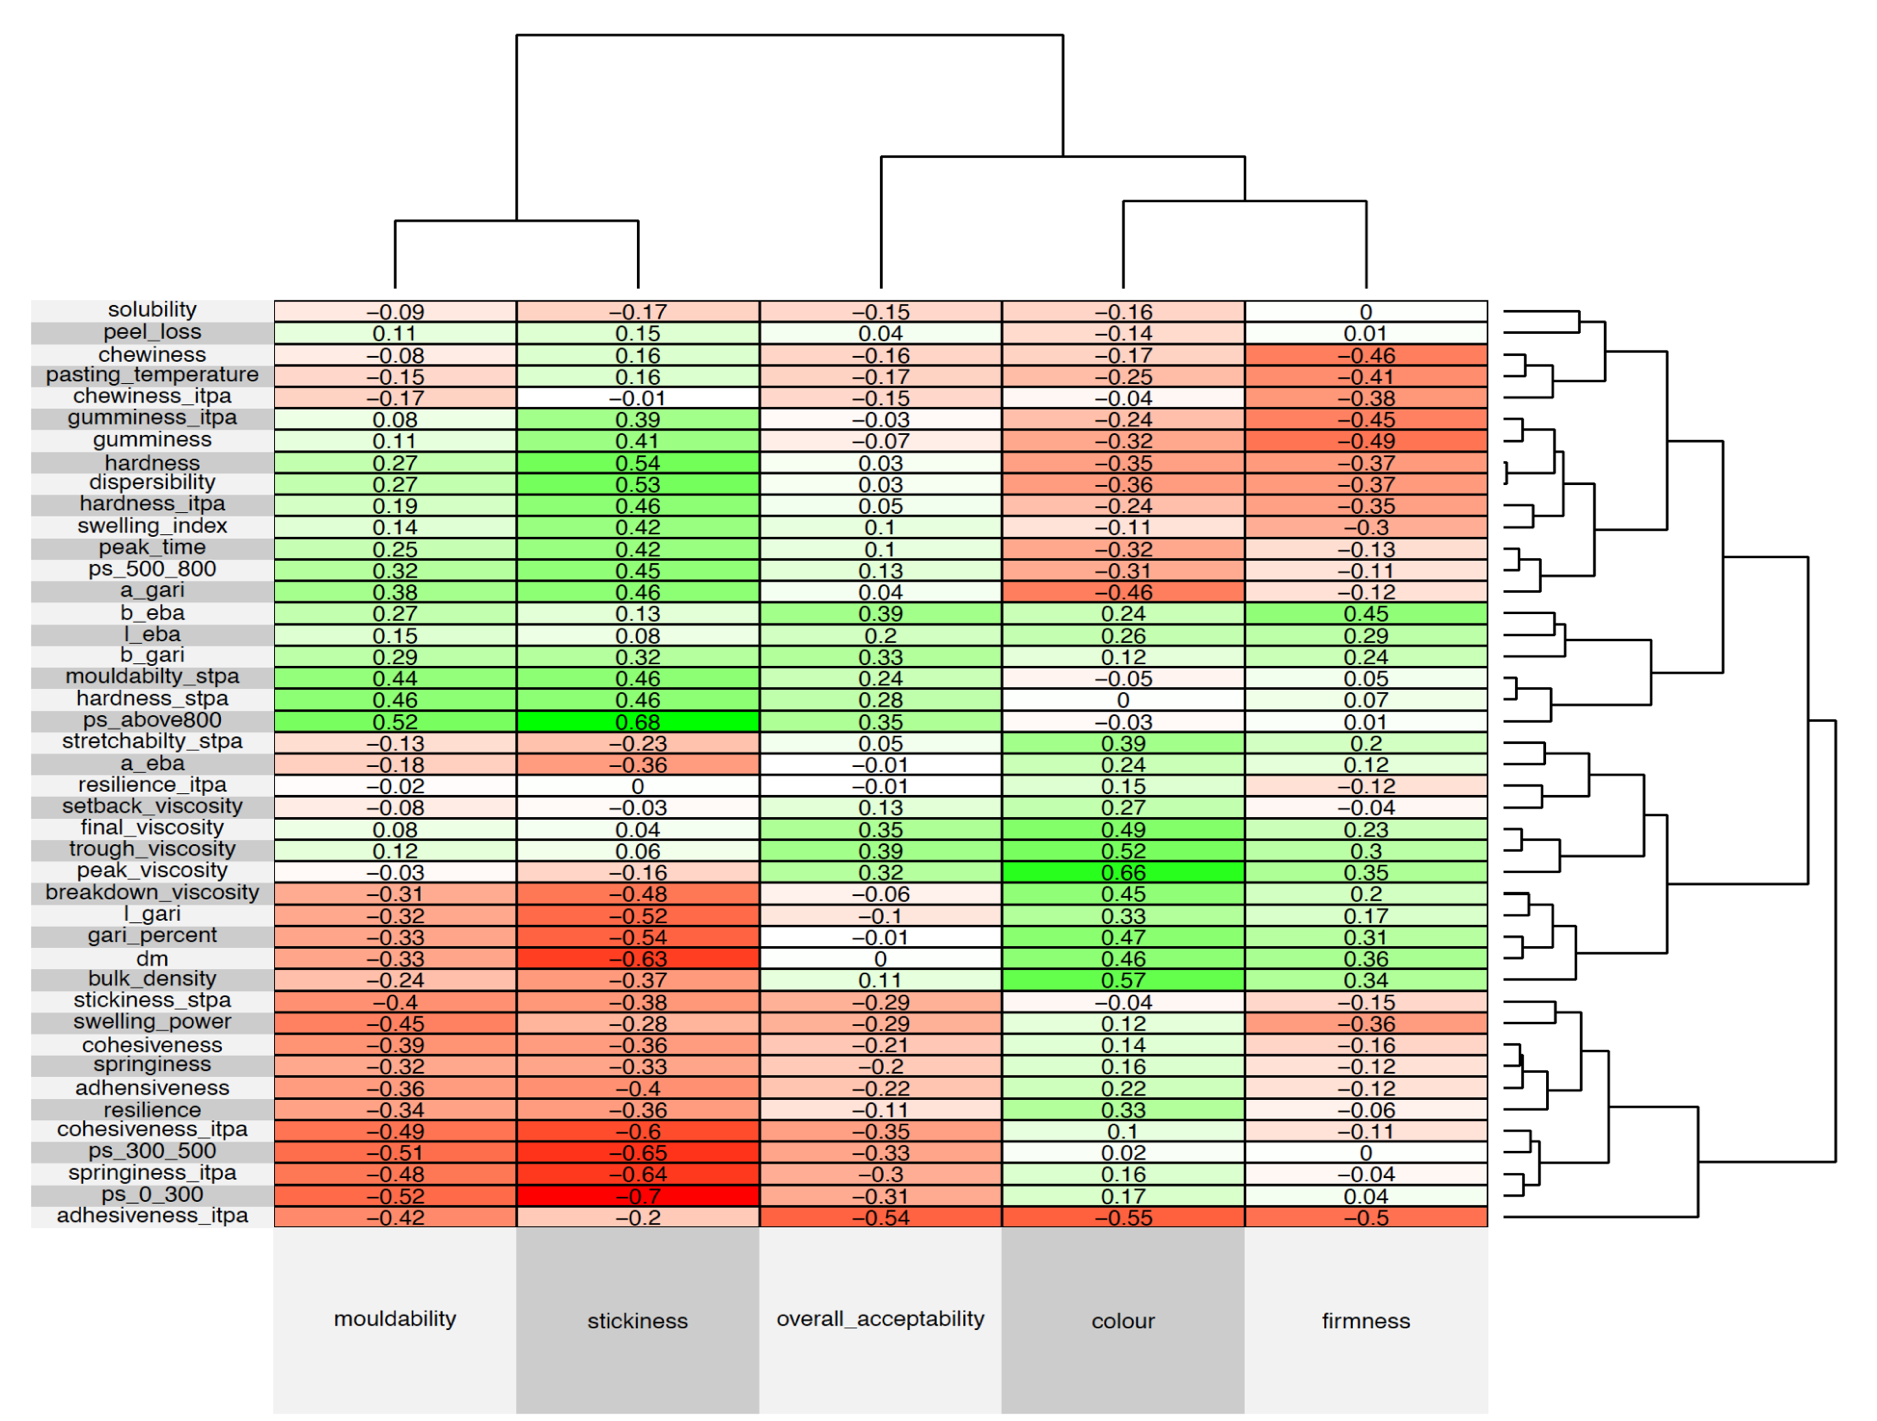 solubility −0.09 −0.17 −0.15 −0.16 0
peel_loss 0.11 0.15 0.04 −0.14 0.01
chewiness −0.08 0.16 −0.16 −0.17 −0.46
pasting_temperature −0.15 0.16 −0.17 −0.25 −0.41
chewiness_itpa −0.17 −0.01 −0.15 −0.04 −0.38
gumminess_itpa 0.08 0.39 −0.03 −0.24 −0.45
gumminess 0.11 0.41 −0.07 −0.32 −0.49
hardness 0.27 0.54 0.03 −0.35 −0.37
dispersibility 0.27 0.53 0.03 −0.36 −0.37
hardness_itpa 0.19 0.46 0.05 −0.24 −0.35
swelling_index 0.14 0.42 0.1 −0.11 −0.3
peak_time 0.25 0.42 0.1 −0.32 −0.13
ps_500_800 0.32 0.45 0.13 −0.31 −0.11
a_gari 0.38 0.46 0.04 −0.46 −0.12
b_eba 0.27 0.13 0.39 0.24 0.45
l_eba 0.15 0.08 0.2 0.26 0.29
b_gari 0.29 0.32 0.33 0.12 0.24
mouldabilty_stpa 0.44 0.46 0.24 −0.05 0.05
hardness_stpa 0.46 0.46 0.28 0 0.07
ps_above800 0.52 0.68 0.35 −0.03 0.01
stretchabilty_stpa −0.13 −0.23 0.05 0.39 0.2
a_eba −0.18 −0.36 −0.01 0.24 0.12
resilience_itpa −0.02 0 −0.01 0.15 −0.12
setback_viscosity −0.08 −0.03 0.13 0.27 −0.04
final_viscosity 0.08 0.04 0.35 0.49 0.23
trough_viscosity 0.12 0.06 0.39 0.52 0.3
peak_viscosity −0.03 −0.16 0.32 0.66 0.35
breakdown_viscosity −0.31 −0.48 −0.06 0.45 0.2
l_gari −0.32 −0.52 −0.1 0.33 0.17
gari_percent −0.33 −0.54 −0.01 0.47 0.31
dm −0.33 −0.63 0 0.46 0.36
bulk_density −0.24 −0.37 0.11 0.57 0.34
stickiness_stpa −0.4 −0.38 −0.29 −0.04 −0.15
swelling_power −0.45 −0.28 −0.29 0.12 −0.36
cohesiveness −0.39 −0.36 −0.21 0.14 −0.16
springiness −0.32 −0.33 −0.2 0.16 −0.12
adhensiveness −0.36 −0.4 −0.22 0.22 −0.12
resilience −0.34 −0.36 −0.11 0.33 −0.06
cohesiveness_itpa −0.49 −0.6 −0.35 0.1 −0.11
ps_300_500 −0.51 −0.65 −0.33 0.02 0
springiness_itpa −0.48 −0.64 −0.3 0.16 −0.04
ps_0_300 −0.52 −0.7 −0.31 0.17 0.04
adhesiveness_itpa −0.42 −0.2 −0.54 −0.55 −0.5
mouldability stickiness overall_acceptability colour firmness